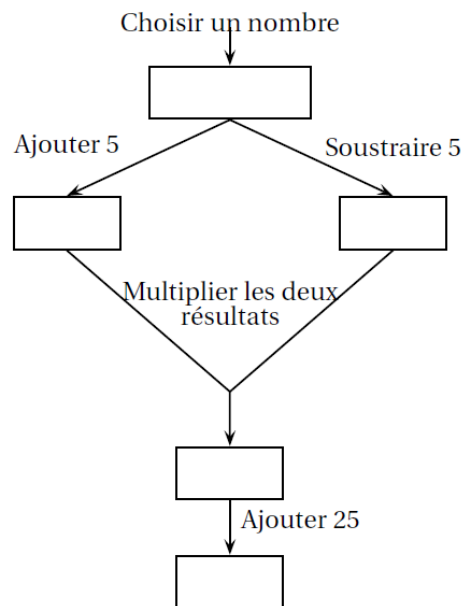 Choisir un nombre
Ajouter 5
Soustraire 5
Multiplier les deux
résultats
Ajouter 25